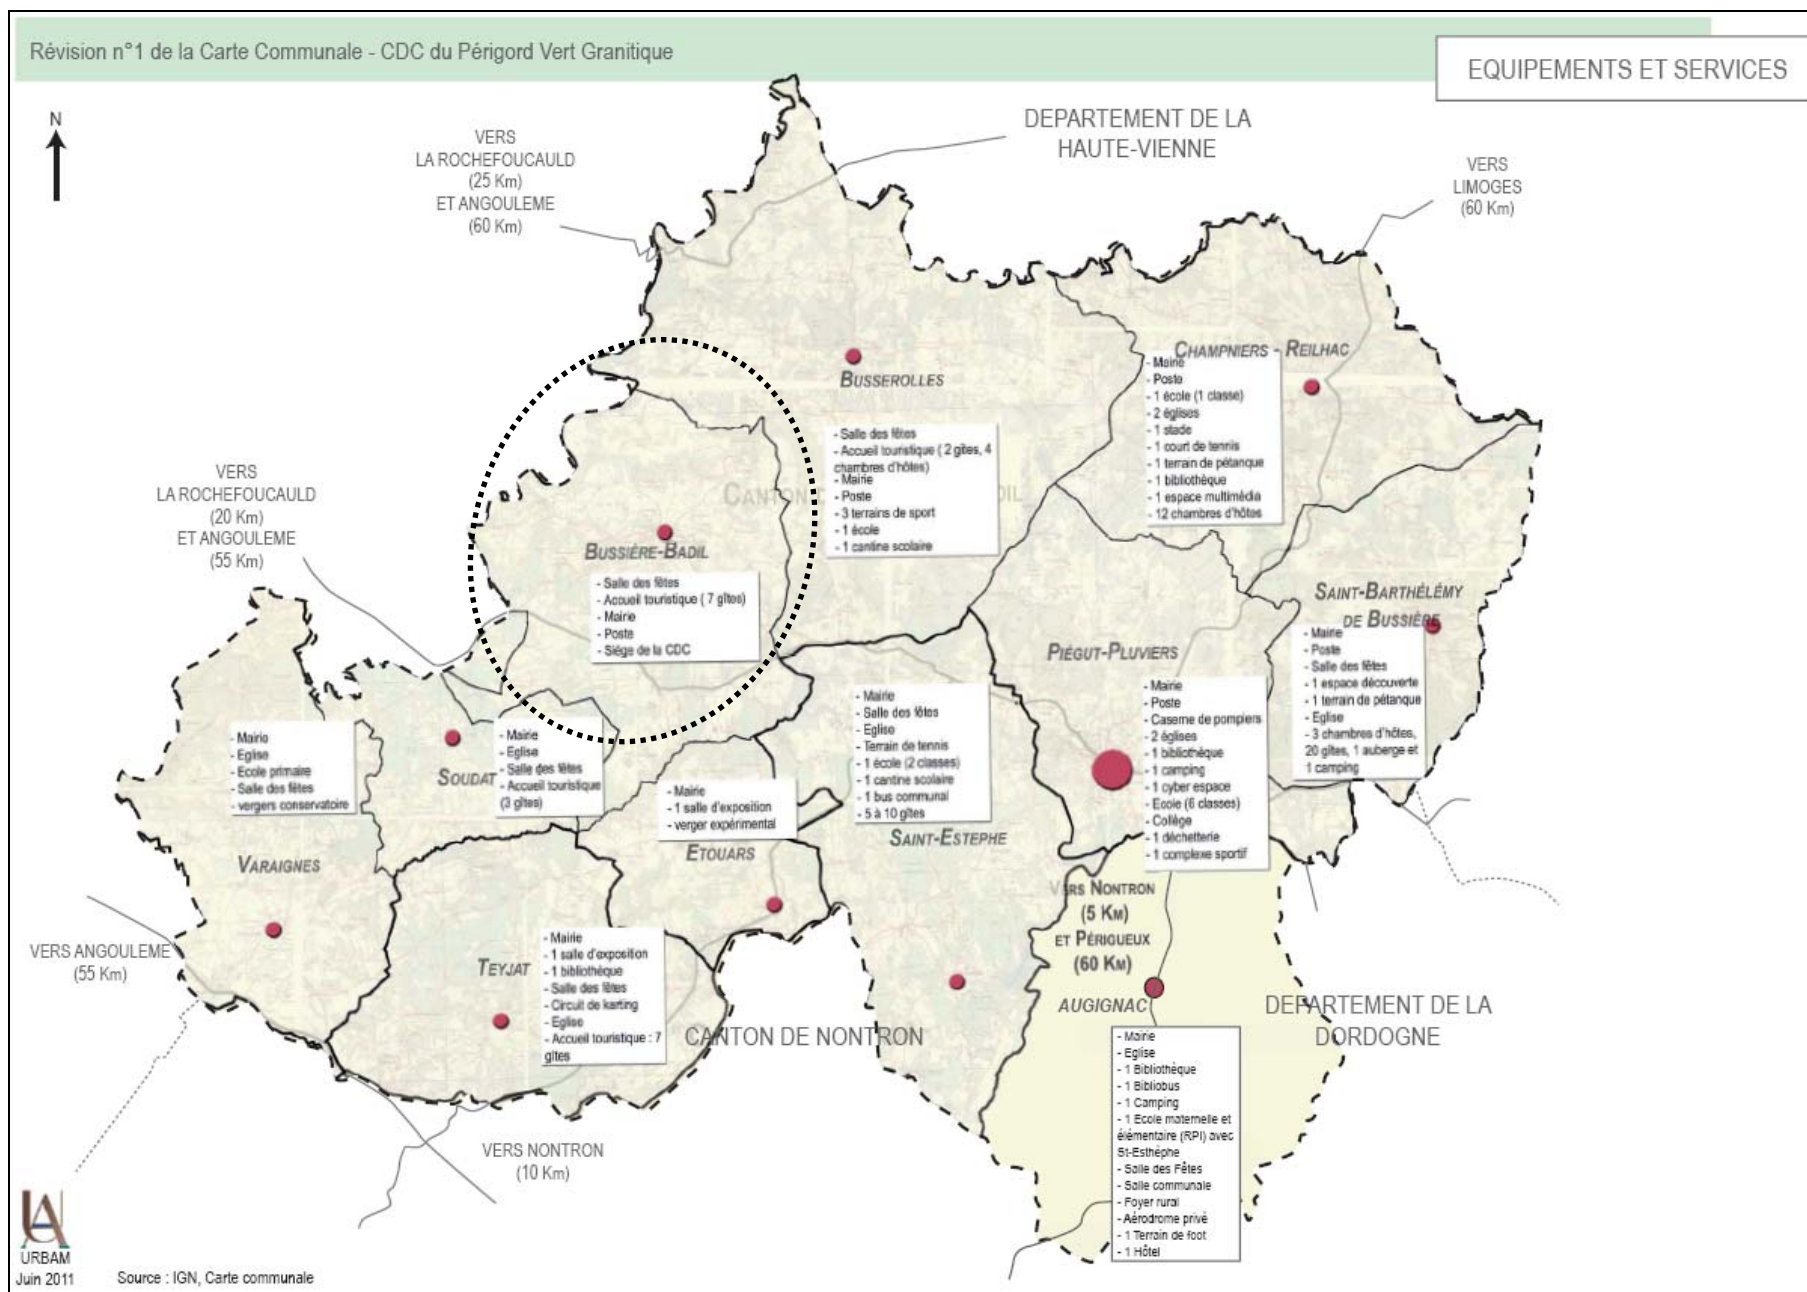 Révision n°1 de la Carte Communale - CDC du Périgord Vert Granitique
EQUIPEMENTS ET SERVICES
N
VERS
LA ROCHEFOUCAULD
(25 Km)
ET ANGOULEME
(60 Km)
DEPARTEMENT DE LA
HAUTE-VIENNE
VERS
LIMOGES
(60 Km)
BUSSEROLLES
- Salle des fêtes
- Accueil touristique ( 2 gîtes, 4
chambres d'hôtes)
- Mairie
- Poste
- 3 terrains de sport
- 1 école
- 1 cantine scolaire
CANTON
DIL
CHAMPNIERS - REILHAC
- Mairie
- Poste
- 1 école (1 classe)
- 2 églises
- 1 stade
- 1 court de tennis
- 1 terrain de pétanque
- 1 bibliothèque
- 1 espace multimédia
- 12 chambres d'hôtes
VERS
LA ROCHEFOUCAULD
(20 Km)
ET ANGOULEME
(55 Km)
BUSSIÈRE-BADIL
- Salle des fêtes
- Accueil touristique ( 7 gîtes)
- Mairie
- Poste
- Siège de la CDC
SAINT-BARTHÉLÉMY
DE BUSSIÈRE
- Mairie
- Poste
- Salle des fêtes
- 1 espace découverte
- 1 terrain de pétanque
- Eglise
- 3 chambres d'hôtes,
20 gîtes, 1 auberge et
1 camping
PIÉGUT-PLUVIERS
- Mairie
- Poste
- Caserne de pompiers
- 2 églises
- 1 bibliothèque
- 1 camping
- 1 cyber espace
- Ecole (6 classes)
- Collège
- 1 déchetterie
- 1 complexe sportif
- Mairie
- Salle des fêtes
- Eglise
- Terrain de tennis
- 1 école (2 classes)
- 1 cantine scolaire
- 1 bus communal
- 5 à 10 gîtes
SAINT-ESTEPHE
- Mairie
- Eglise
- Ecole primaire
- Salle des fêtes
- vergers conservatoire
VARAIGNES
SOUDAT
- Mairie
- Eglise
- Salle des fêtes
- Accueil touristique
(3 gîtes)
- Mairie
- 1 salle d'exposition
- verger expérimental
ETOUARS
VERS ANGOULEME
(55 Km)
TEYJAT
- Mairie
- 1 salle d'exposition
- 1 bibliothèque
- Salle des fêtes
- Circuit de karting
- Eglise
- Accueil touristique : 7
gîtes
CANTON DE NONTRON
VERS NONTRON
(5 KM)
ET PÉRIGUEUX
(60 KM)
AUGIGNAC
DEPARTEMENT DE LA
DORDOGNE
- Mairie
- Eglise
- 1 Bibliothèque
- 1 Bibliobus
- 1 Camping
- 1 Ecole maternelle et
élémentaire (RPI) avec
St-Esthèphe
- Salle des Fêtes
- Salle communale
- Foyer rural
- Aérodrome privé
- 1 Terrain de foot
- 1 Hôtel
VERS NONTRON
(10 Km)
UA
URBAM
Juin 2011
Source : IGN, Carte communale